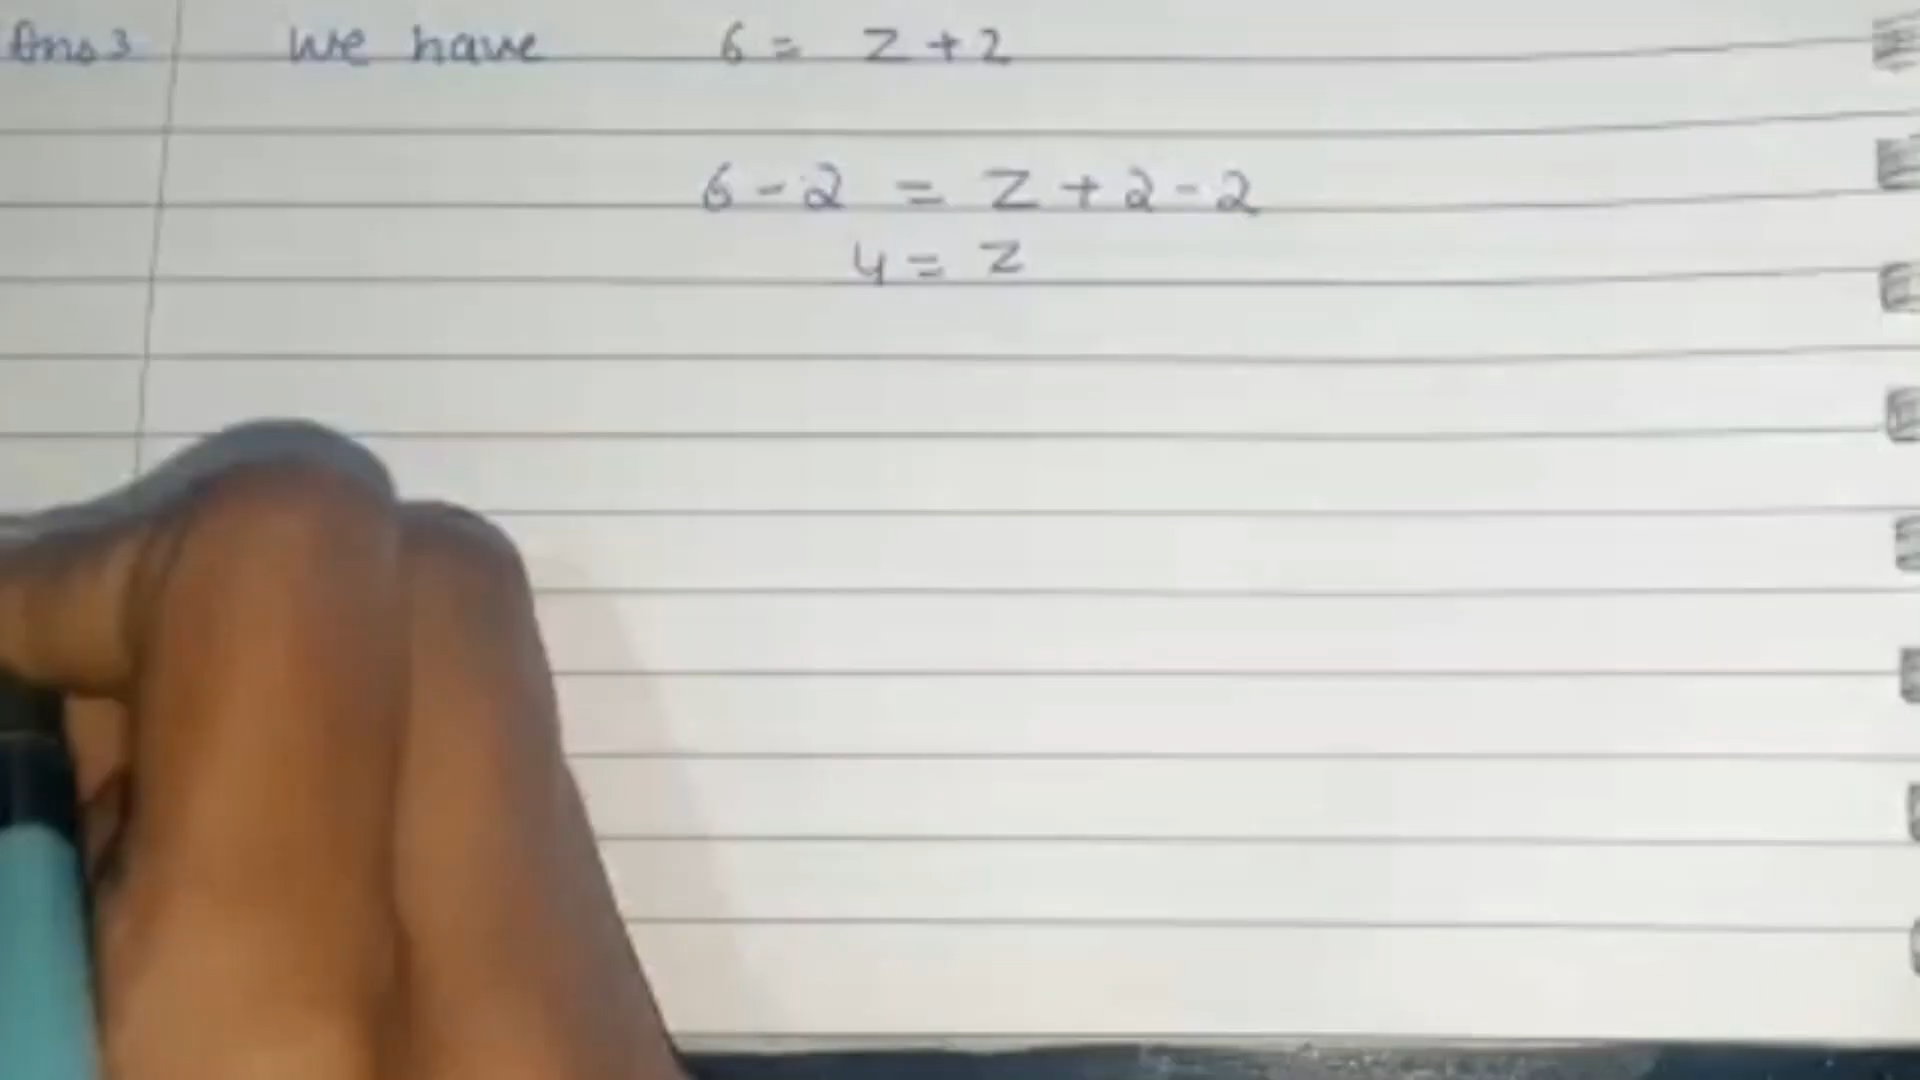 Ans 3 We have 6 = z + 2
6 - 2 = z + 2 - 2
4 = z